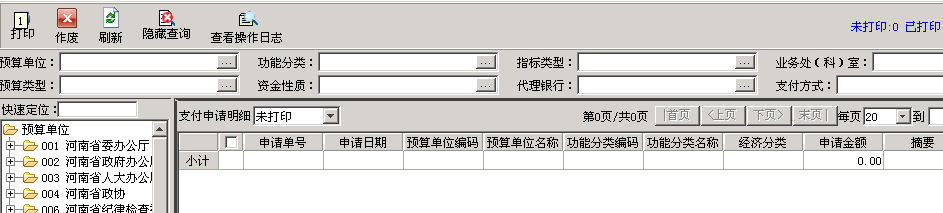 打印 作废 刷新 隐藏查询 查看操作日志 未打印:0 已打印
预算单位: 功能分类: 指标类型: 业务处(科)室:
预算类型: 资金性质: 代理银行: 支付方式:
快速定位: 支付申请明细 未打印 第0页/共0页 |首页 <上页 下页> 末页| 每页 20 到
预算单位
申请单号 申请日期 预算单位编码 预算单位名称 功能分类编码 功能分类名称 经济分类 申请金额 摘要
小计 0.00
001 河南省委办公厅
002 河南省政府办公厅
003 河南省人大办公厅
004 河南省政协
006 河南省纪律检查